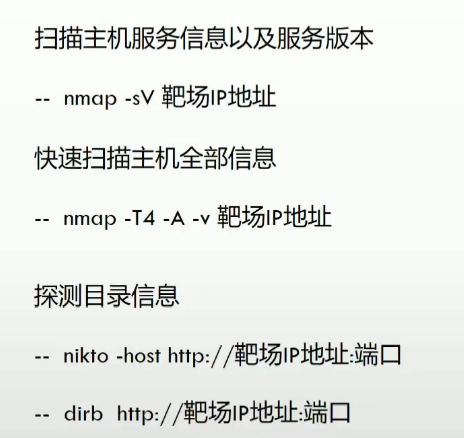 扫描主机服务信息以及服务版本
-- nmap -sV 靶场IP地址
快速扫描主机全部信息
-- nmap -T4 -A -v 靶场IP地址
探测目录信息
-- nikto -host http://靶场IP地址:端口
-- dirb http://靶场IP地址:端口